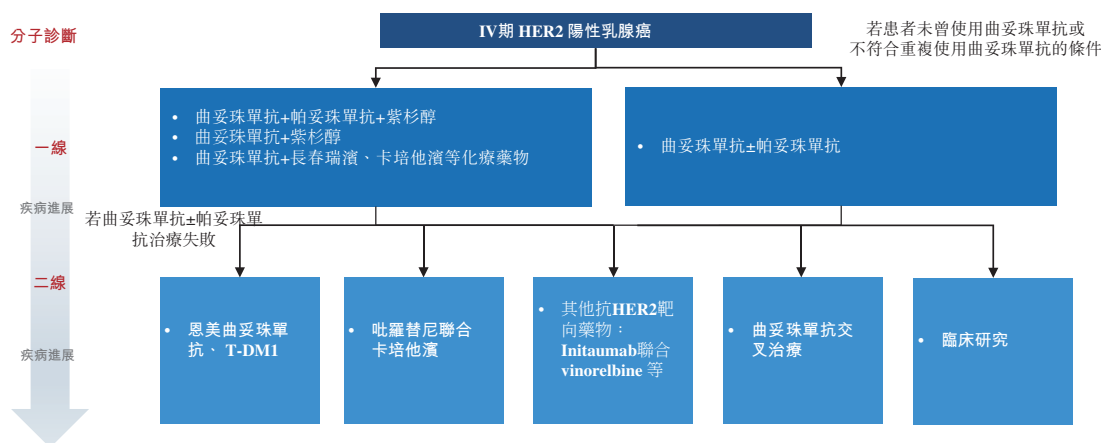 分子診斷
IV期 HER2 陽性乳腺癌
若患者未曾使用曲妥珠單抗或
不符合重複使用曲妥珠單抗的條件
一線
• 曲妥珠單抗+帕妥珠單抗+紫杉醇
• 曲妥珠單抗+紫杉醇
• 曲妥珠單抗+長春瑞濱、卡培他濱等化療藥物
• 曲妥珠單抗±帕妥珠單抗
疾病進展
若曲妥珠單抗±帕妥珠單
抗治療失敗
二線
• 恩美曲妥珠單
抗、 T-DM1
• 吡羅替尼聯合
卡培他濱
• 其他抗HER2靶
向藥物：
Initaumab聯合
vinorelbine 等
• 曲妥珠單抗交
叉治療
• 臨床研究
疾病進展